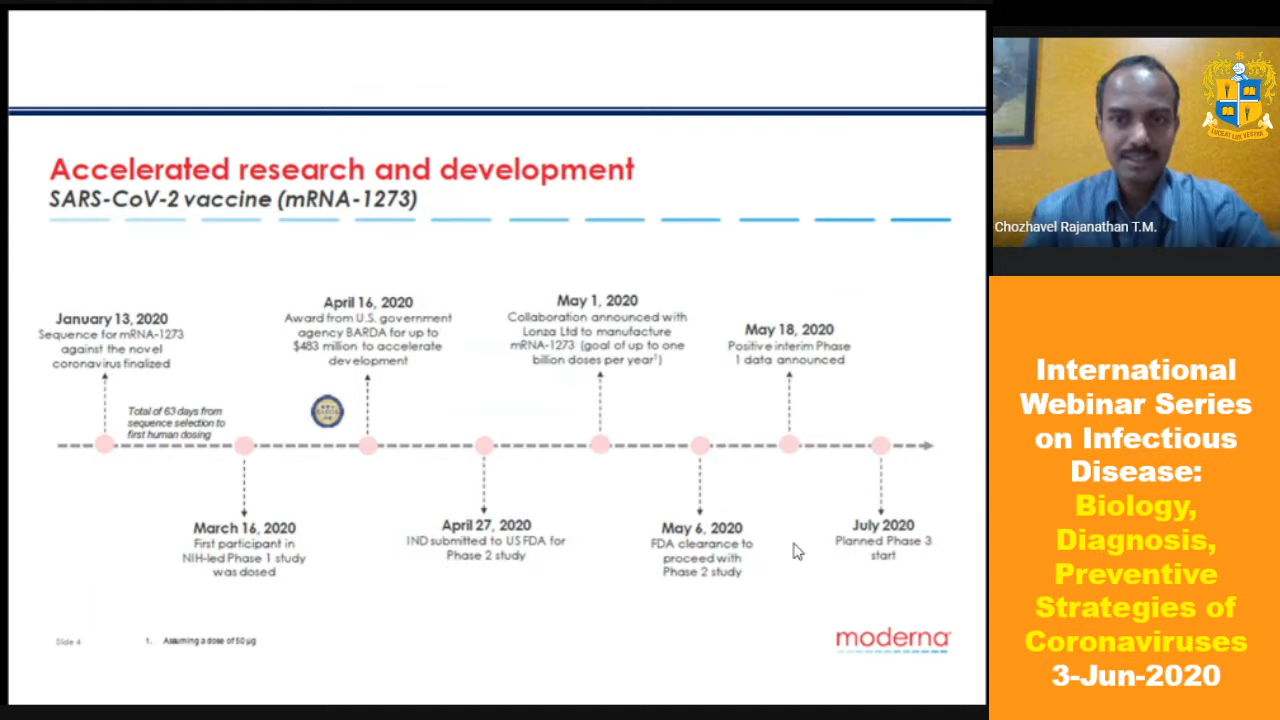 Accelerated research and development
SARS-CoV-2 vaccine (mRNA-1273)
January 13, 2020
Sequence for mRNA-1273
against the novel
coronavirus finalized
Total of 63 days from
sequence selection to
first human dosing
March 16, 2020
First participant in
NIH-led Phase 1 study
was dosed
April 16, 2020
Award from U.S. government
agency BARDA for up to
$483 million to accelerate
development
April 27, 2020
IND submitted to US FDA for
Phase 2 study
May 1, 2020
Collaboration announced with
Lonza Ltd to manufacture
mRNA-1273 (goal of up to one
billion doses per year¹)
May 6, 2020
FDA clearance to
proceed with
Phase 2 study
May 18, 2020
Positive interim Phase
1 data announced
July 2020
Planned Phase 3
start
Slide 4
1. Assuming a dose of 50 µg
moderna
LUCEAT LUX VESTRA
Chozhavel Rajanathan T.M.
International
Webinar Series
on Infectious
Disease:
Biology,
Diagnosis,
Preventive
Strategies of
Coronaviruses
3-Jun-2020